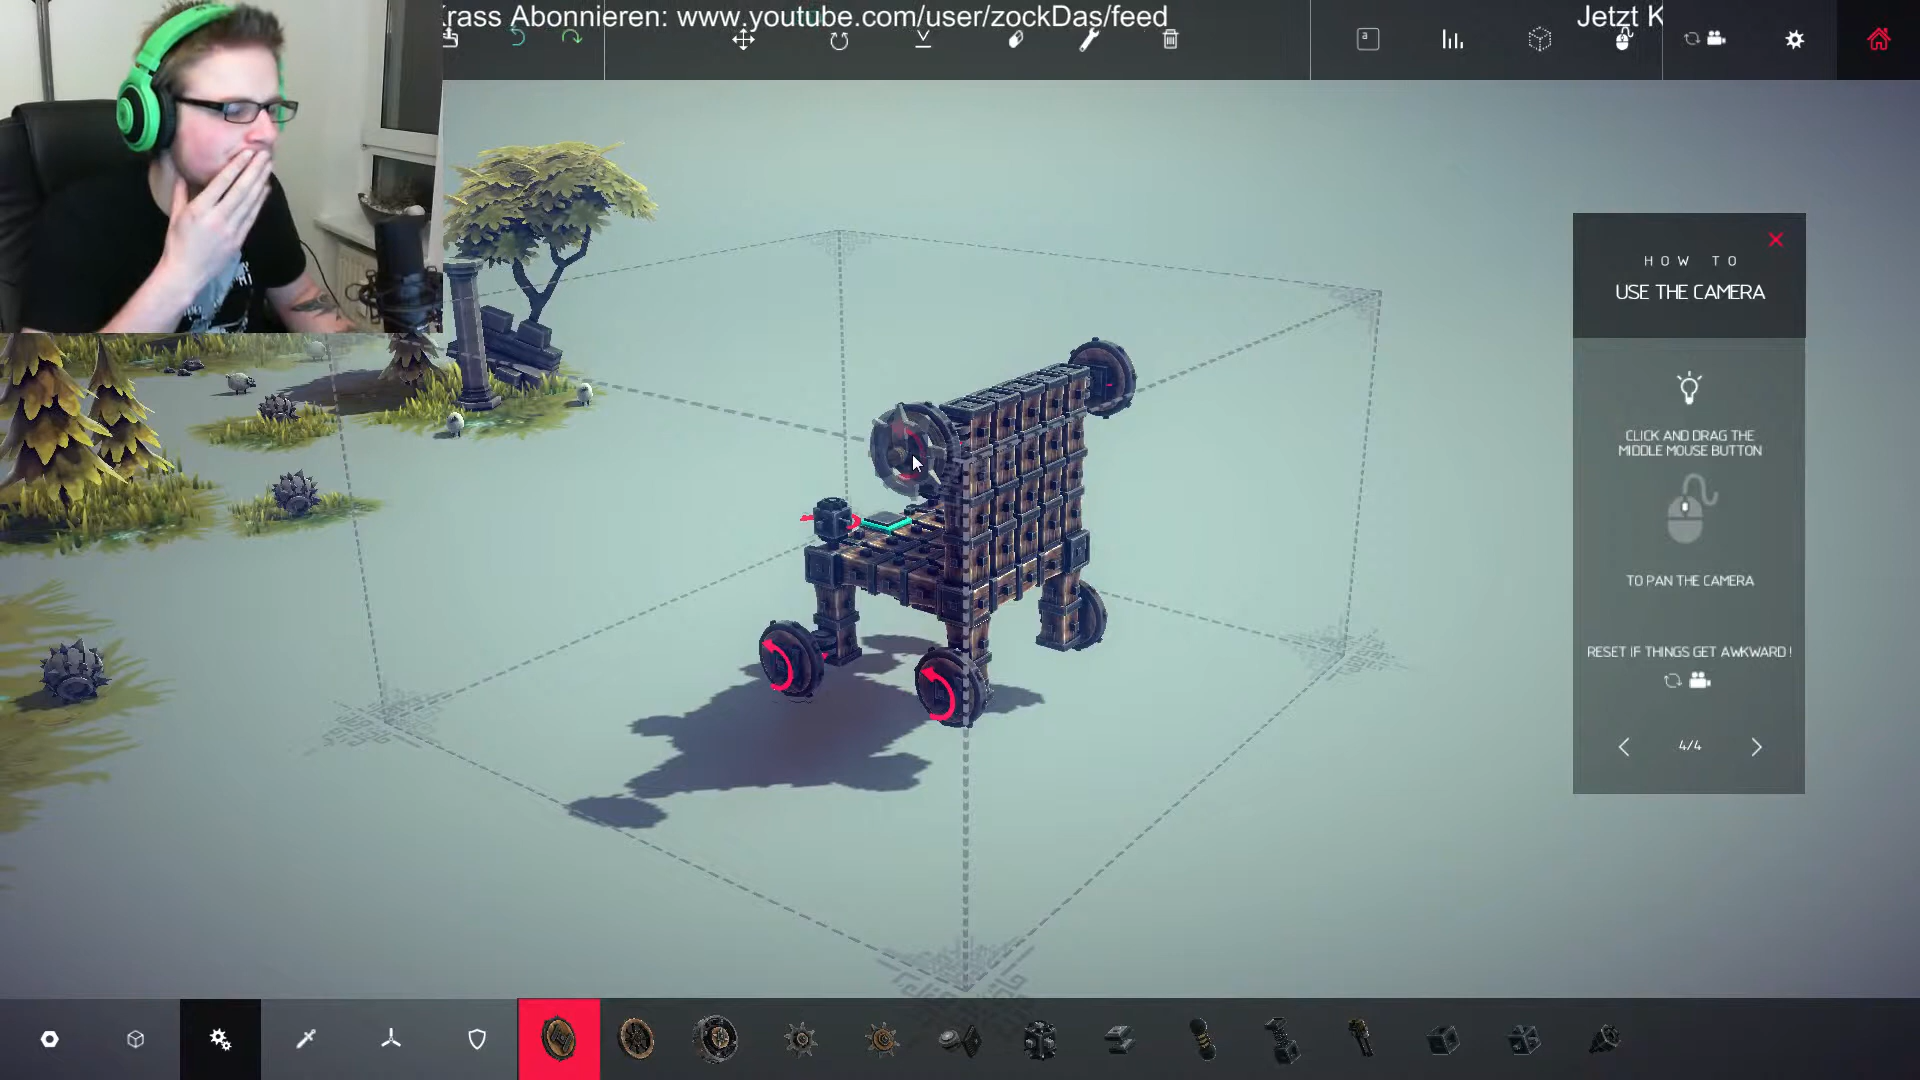 rass Abonnieren: www.youtube.com/user/zockDas/feed
Jetzt K
HOW TO
USE THE CAMERA
CLICK AND DRAG THE
MIDDLE MOUSE BUTTON
TO PAN THE CAMERA
RESET IF THINGS GET AWKWARD !
4/4